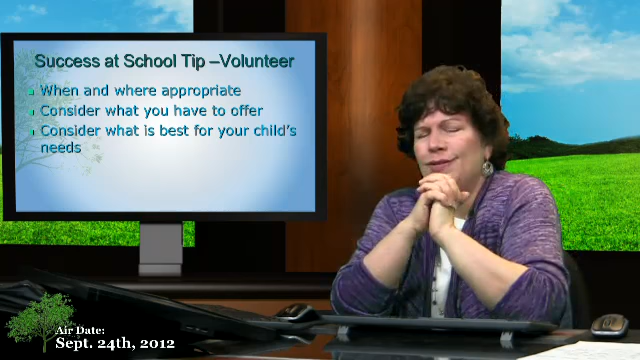 Success at School Tip –Volunteer
When and where appropriate
Consider what you have to offer
Consider what is best for your child's
needs
Air Date:
Sept. 24th, 2012